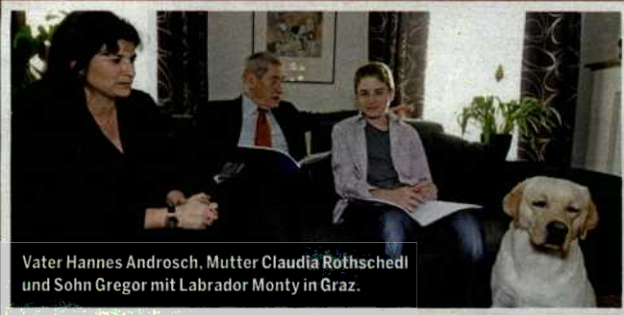 Vater Hannes Androsch, Mutter Claudia Rothschedl
und Sohn Gregor mit Labrador Monty in Graz.